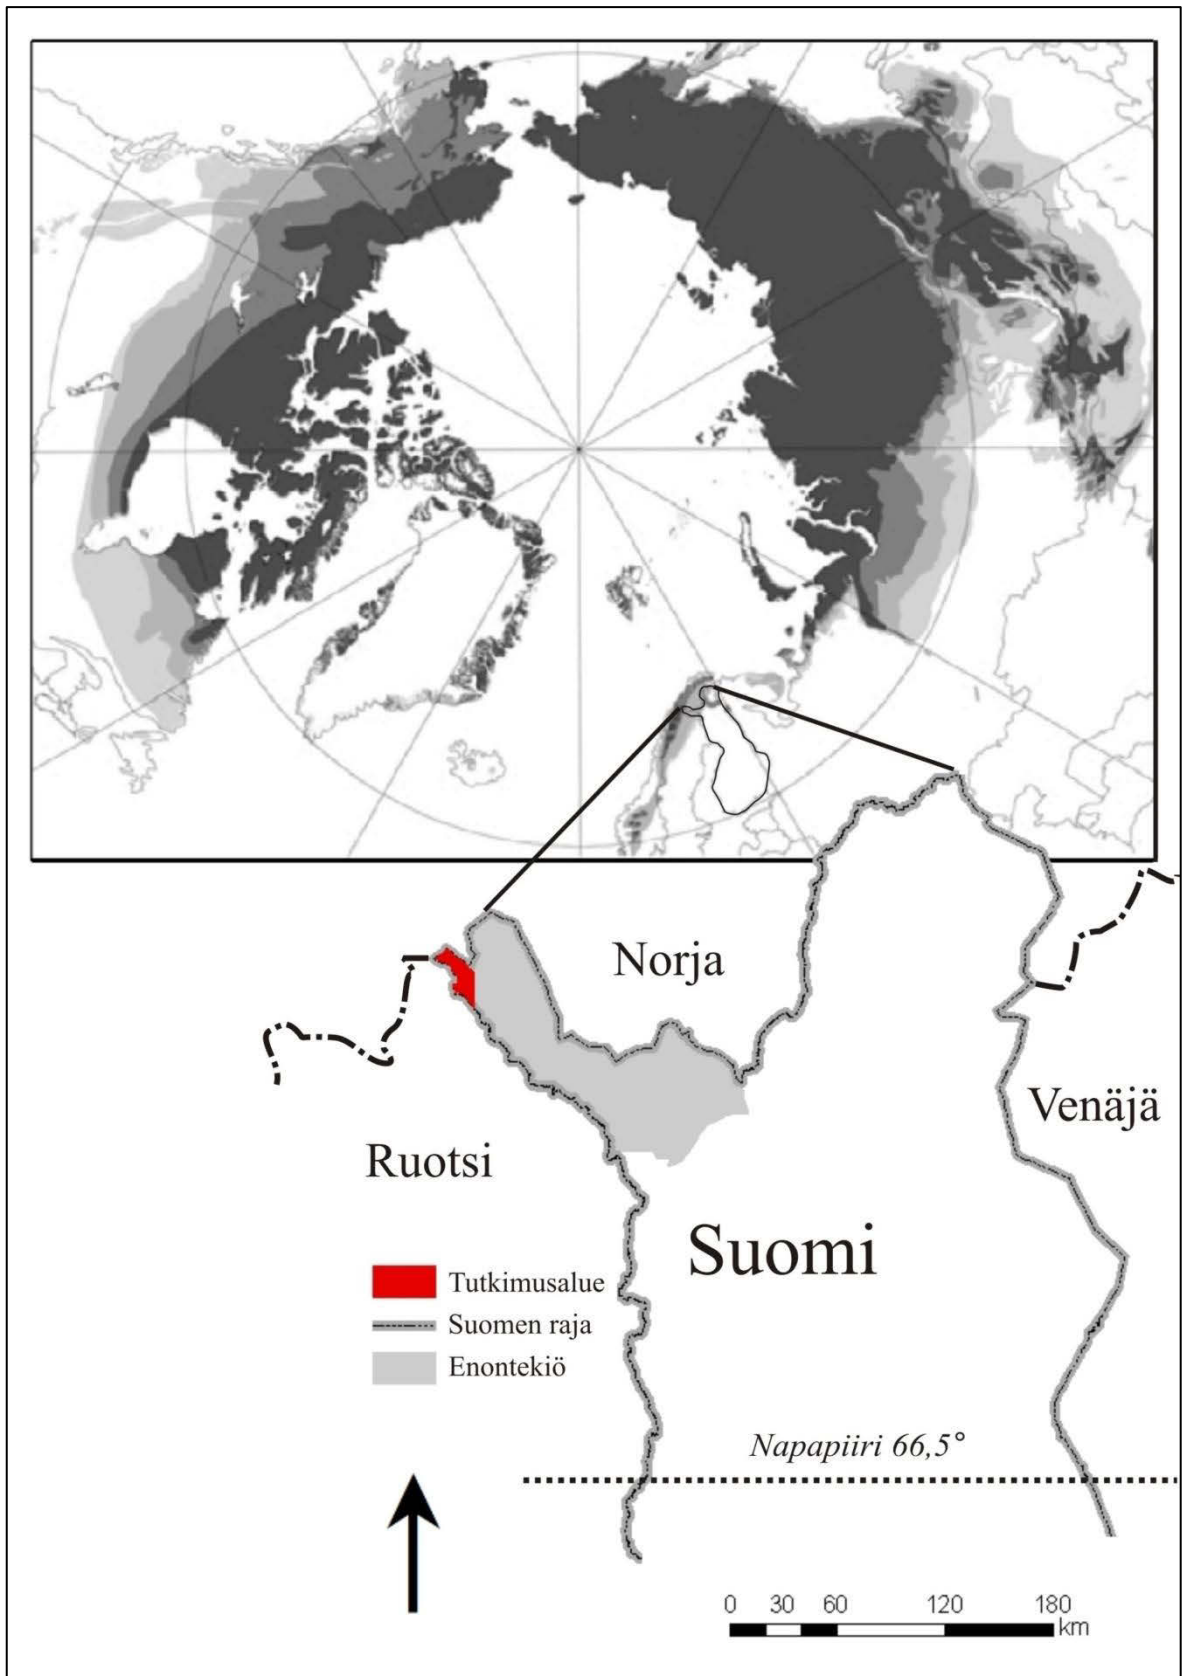 Norja
Venäjä
Ruotsi
Suomi
Tutkimusalue
Suomen raja
Enontekiö
Napapiiri 66,5°
0 30 60 120 180
km